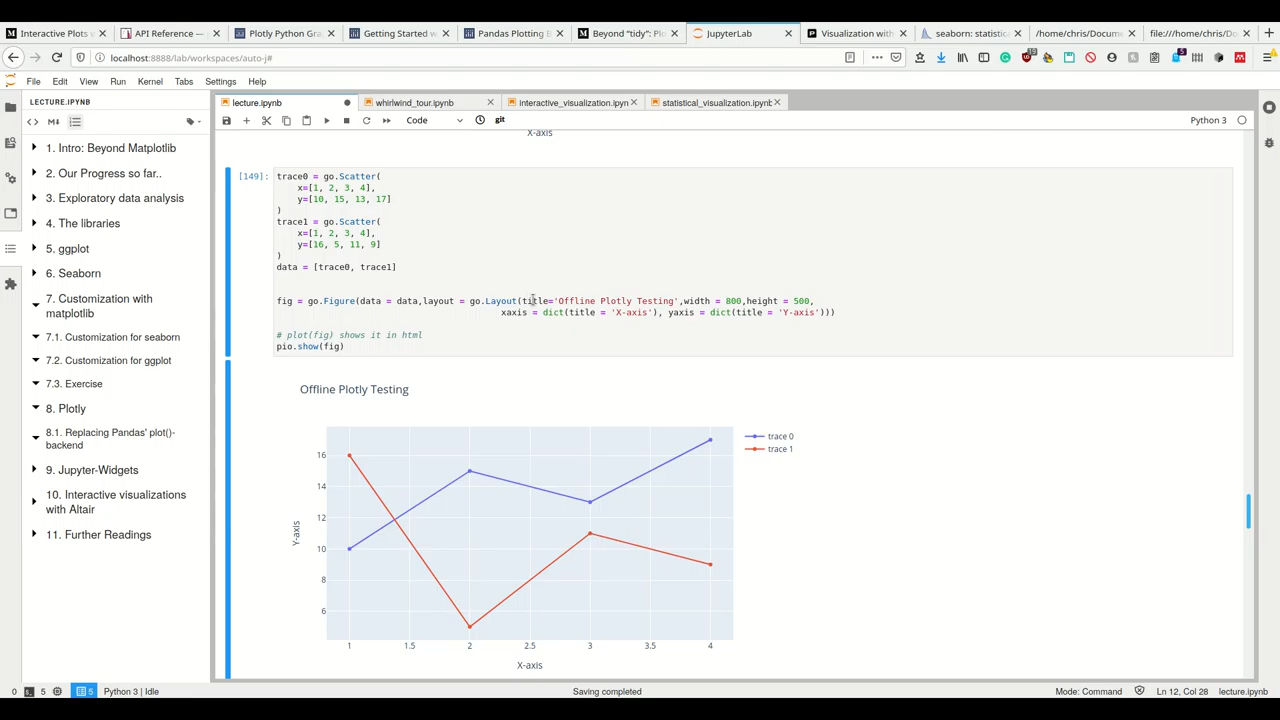 Interactive Plots w
API Reference —
Plotly Python Gra
Getting Started w
Pandas Plotting B
Beyond "tidy": Plo
JupyterLab
Visualization with
seaborn: statistica
/home/chris/Docum
file:///home/chris/Do
localhost:8888/lab/workspaces/auto-j#
File Edit View Run Kernel Tabs Settings Help
LECTURE.IPYNB
1. Intro: Beyond Matplotlib
2. Our Progress so far..
3. Exploratory data analysis
4. The libraries
5. ggplot
6. Seaborn
7. Customization with
matplotlib
7.1. Customization for seaborn
7.2. Customization for ggplot
7.3. Exercise
8. Plotly
8.1. Replacing Pandas' plot()-
backend
9. Jupyter-Widgets
10. Interactive visualizations
with Altair
11. Further Readings
lecture.ipynb
whirlwind_tour.ipynb
interactive_visualization.ipyn
statistical_visualization.ipynb
Code
git
Python 3
X-axis
[149]:
trace0 = go.Scatter(
x=[1, 2, 3, 4],
y=[10, 15, 13, 17]
)
trace1 = go.Scatter(
x=[1, 2, 3, 4],
y=[16, 5, 11, 9]
)
data = [trace0, trace1]
fig = go.Figure(data = data,layout = go.Layout(title='Offline Plotly Testing',width = 800,height = 500,
xaxis = dict(title = 'X-axis'), yaxis = dict(title = 'Y-axis')))
# plot(fig) shows it in html
pio.show(fig)
Offline Plotly Testing
trace 0
trace 1
16
14
12
10
8
6
Y-axis
1 1.5 2 2.5 3 3.5 4
X-axis
0 5 5 Python 3 | Idle
Saving completed
Mode: Command Ln 12, Col 28 lecture.ipynb